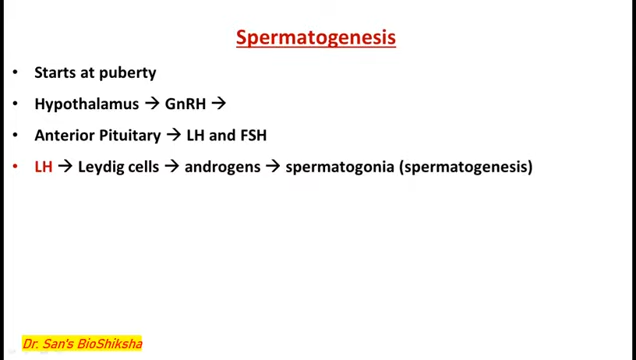 Spermatogenesis
• Starts at puberty
• Hypothalamus → GnRH →
• Anterior Pituitary → LH and FSH
• LH → Leydig cells → androgens → spermatogonia (spermatogenesis)
Dr. San's BioShiksha